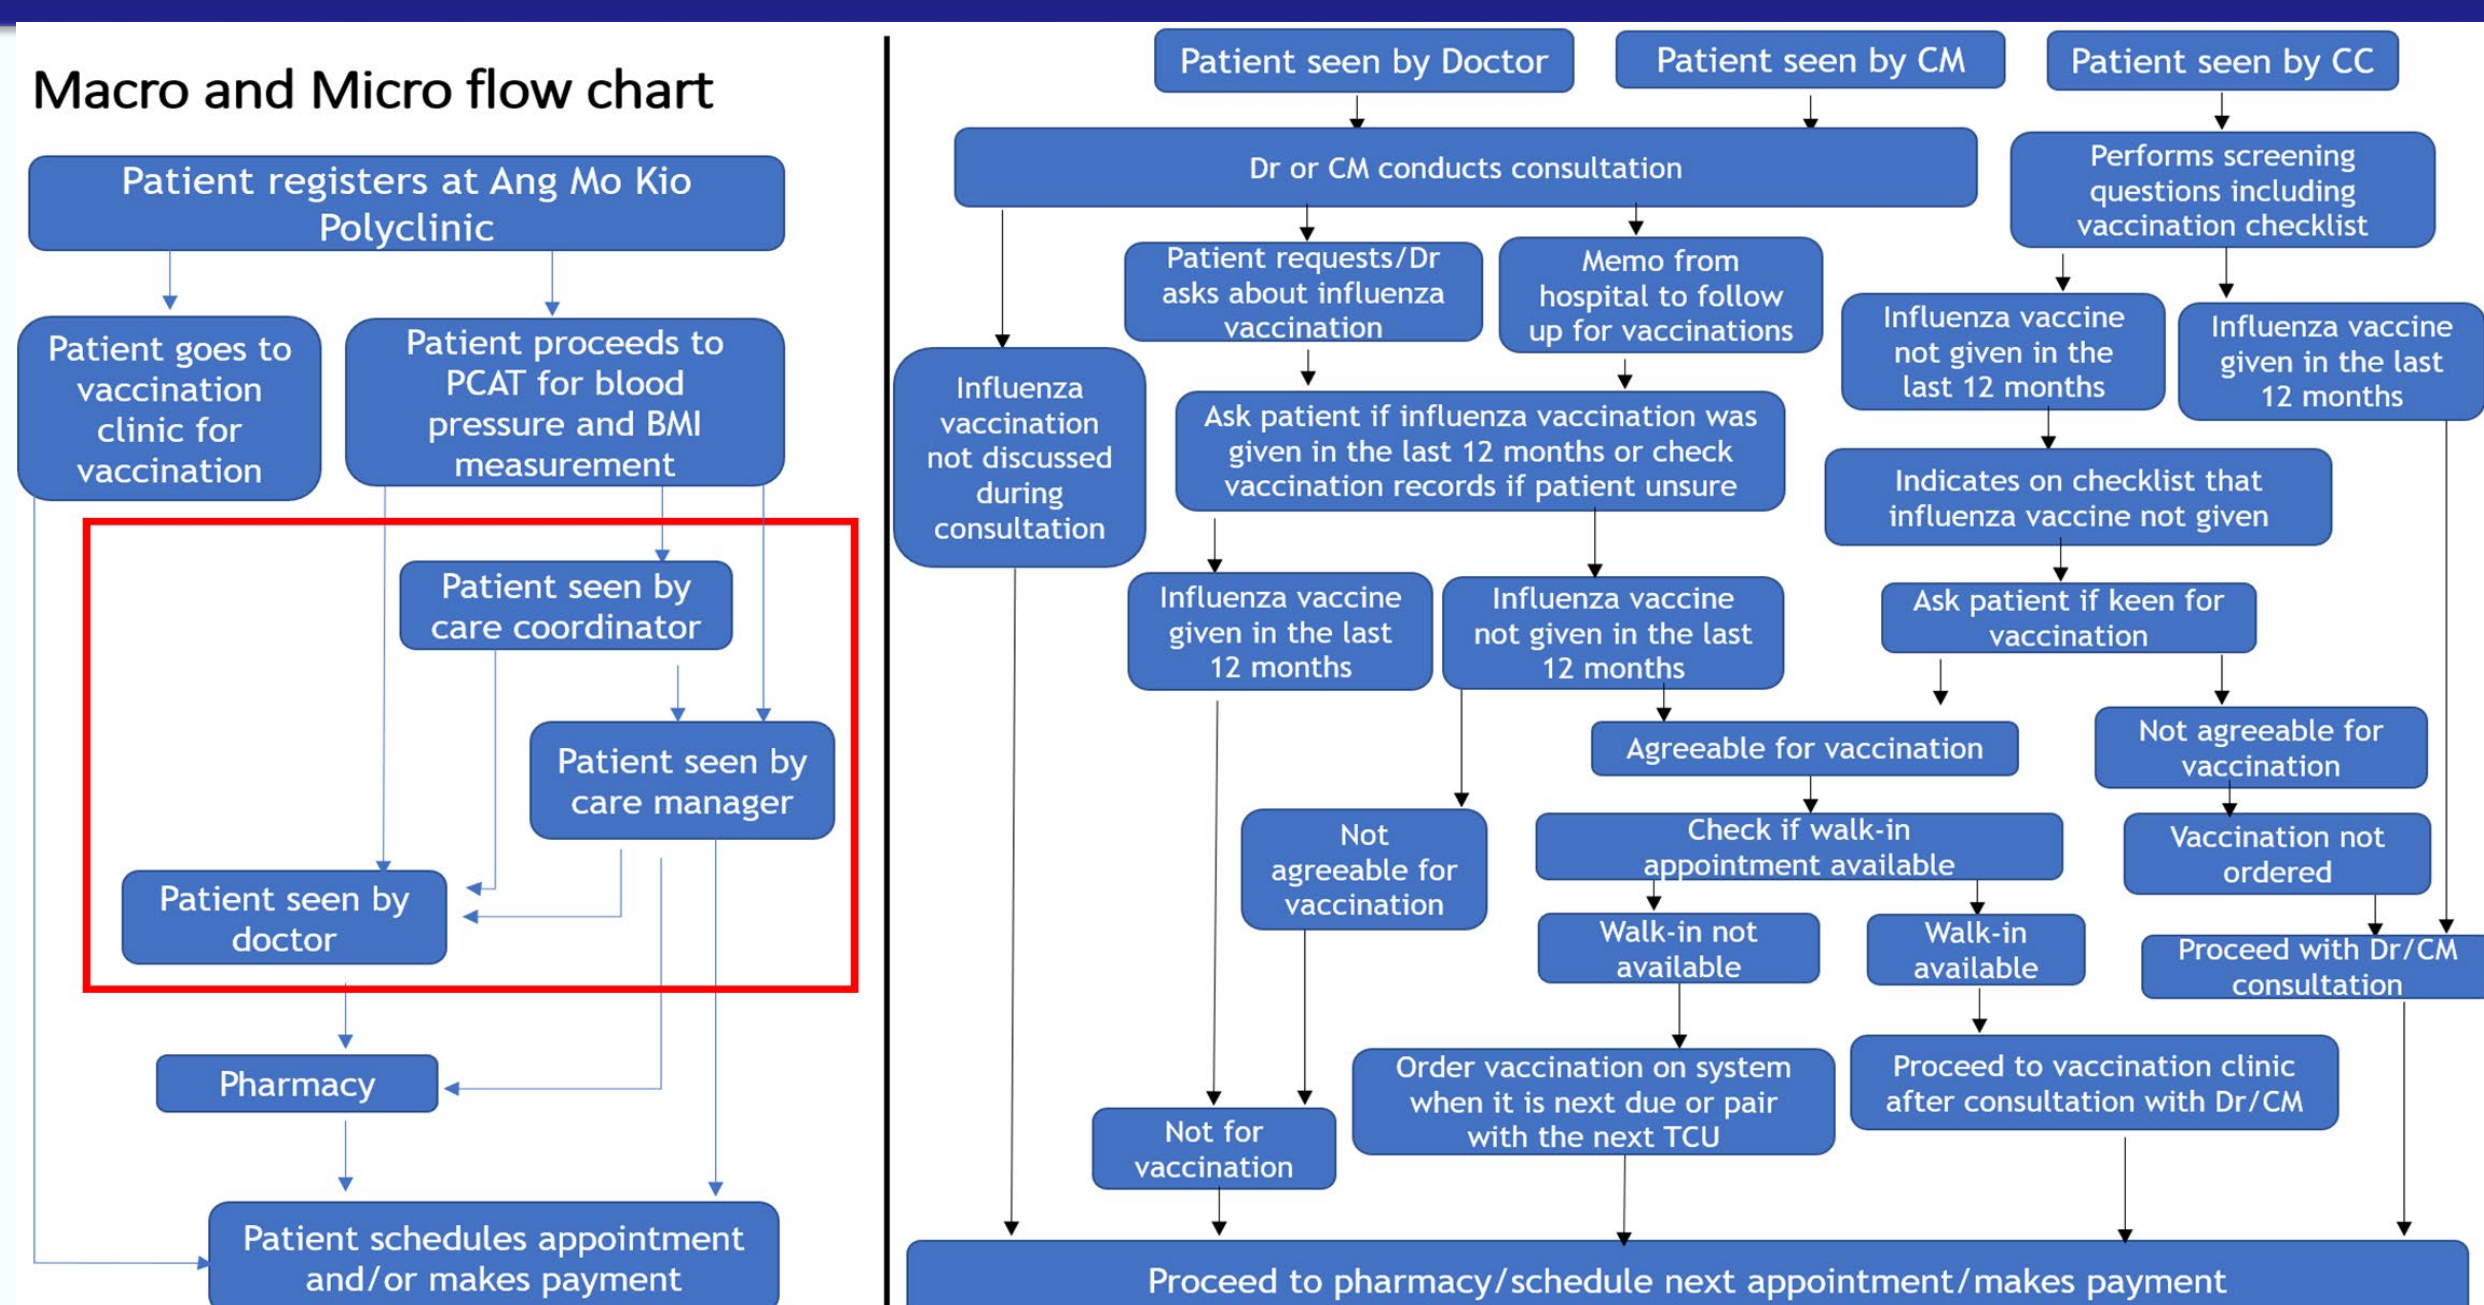 Macro and Micro flow chart
Patient registers at Ang Mo Kio
Polyclinic
Patient goes to
vaccination
clinic for
vaccination
Patient proceeds to
PCAT for blood
pressure and BMI
measurement
Patient seen by
care coordinator
Patient seen by
care manager
Patient seen by
doctor
Pharmacy
Patient schedules appointment
and/or makes payment
Patient seen by Doctor
Patient seen by CM
Patient seen by CC
Dr or CM conducts consultation
Performs screening
questions including
vaccination checklist
Patient requests/Dr
asks about influenza
vaccination
Memo from
hospital to follow
up for vaccinations
Influenza vaccine
not given in the
last 12 months
Influenza vaccine
given in the last
12 months
Influenza
vaccination
not discussed
during
consultation
Ask patient if influenza vaccination was
given in the last 12 months or check
vaccination records if patient unsure
Indicates on checklist that
influenza vaccine not given
Influenza vaccine
given in the last
12 months
Influenza vaccine
not given in the last
12 months
Ask patient if keen for
vaccination
Agreeable for vaccination
Not agreeable for
vaccination
Not
agreeable for
vaccination
Check if walk-in
appointment available
Vaccination not
ordered
Walk-in not
available
Walk-in
available
Proceed with Dr/CM
consultation
Order vaccination on system
when it is next due or pair
with the next TCU
Proceed to vaccination clinic
after consultation with Dr/CM
Not for
vaccination
Proceed to pharmacy/schedule next appointment/makes payment